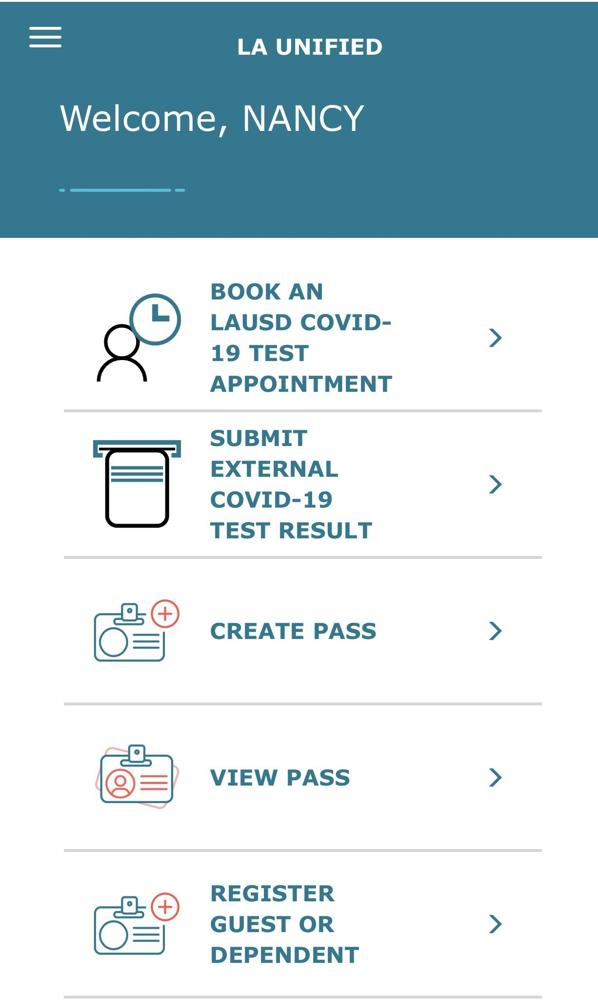 LA UNIFIED
Welcome, NANCY
BOOK AN
LAUSD COVID-
19 TEST
APPOINTMENT
SUBMIT
EXTERNAL
COVID-19
TEST RESULT
CREATE PASS
VIEW PASS
REGISTER
GUEST OR
DEPENDENT